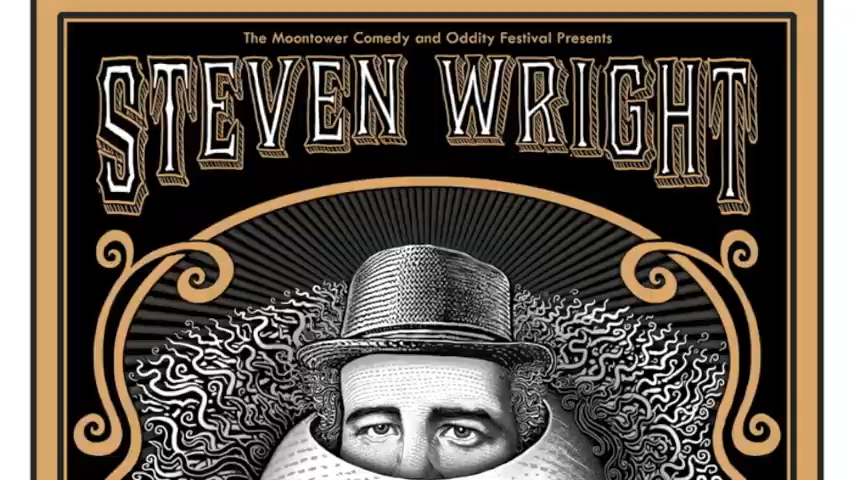 The Moontower Comedy and Oddity Festival Presents
STEVEN WRIGHT